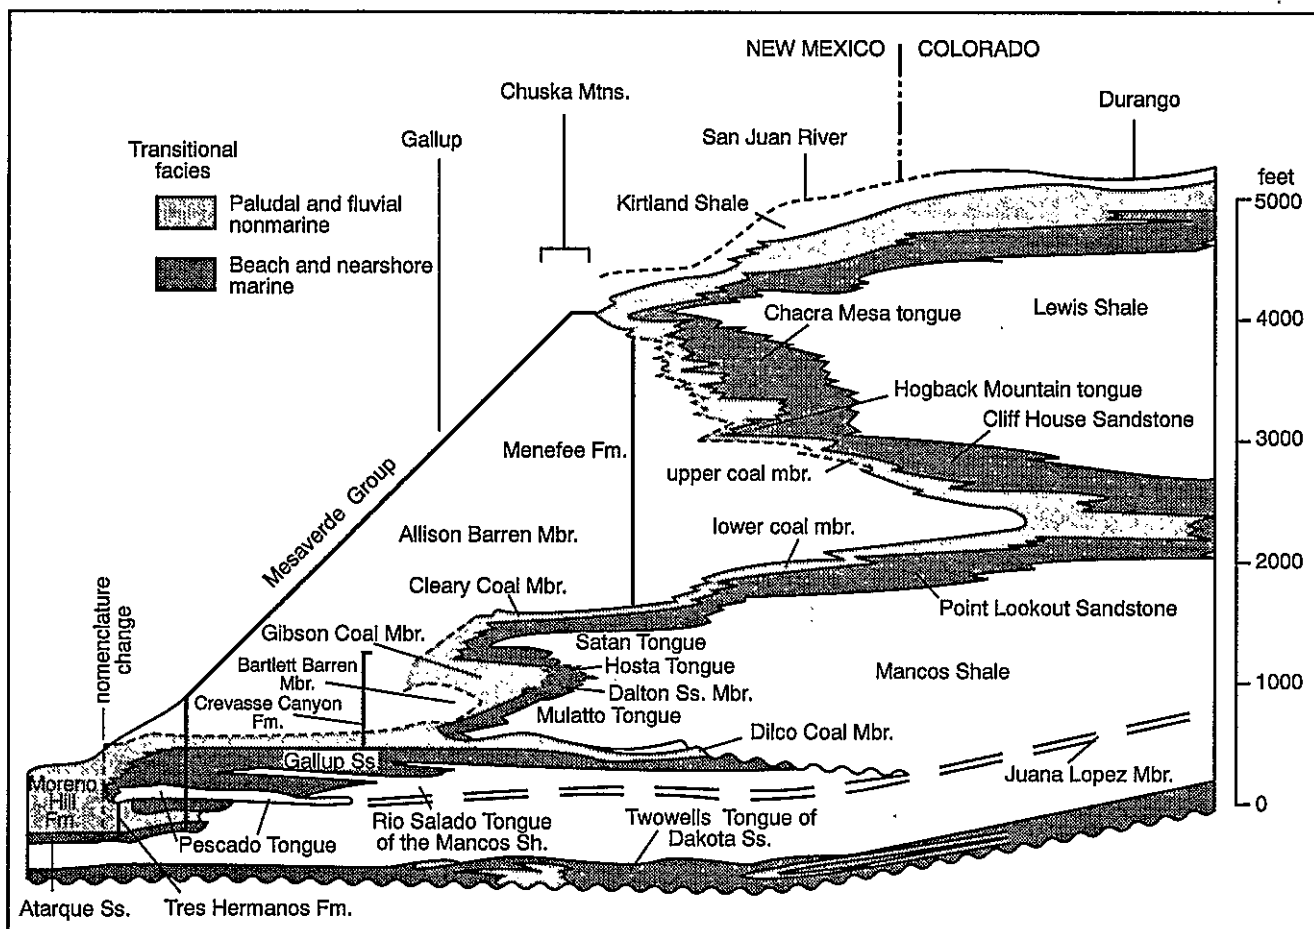 NEW MEXICO
COLORADO
Chuska Mtns.
Durango
Gallup
San Juan River
feet
Transitional
facies
Paludal and fluvial
nonmarine
Beach and nearshore
marine
5000
Kirtland Shale
Lewis Shale
4000
Chacra Mesa tongue
Hogback Mountain tongue
Cliff House Sandstone
3000
Menefee Fm.
upper coal mbr.
Mesaverde Group
Allison Barren Mbr.
lower coal mbr.
2000
Cleary Coal Mbr.
Point Lookout Sandstone
nomenclature
change
Gibson Coal Mbr.
Satan Tongue
Hosta Tongue
Mancos Shale
Bartlett Barren
Mbr.
Dalton Ss. Mbr.
1000
Crevasse Canyon
Fm.
Mulatto Tongue
Dilco Coal Mbr.
Gallup Ss.
Juana Lopez Mbr.
Moreno
Hill
Fm.
0
Pescado Tongue
Rio Salado Tongue
of the Mancos Sh.
Twowells Tongue of
Dakota Ss.
Atarque Ss.
Tres Hermanos Fm.